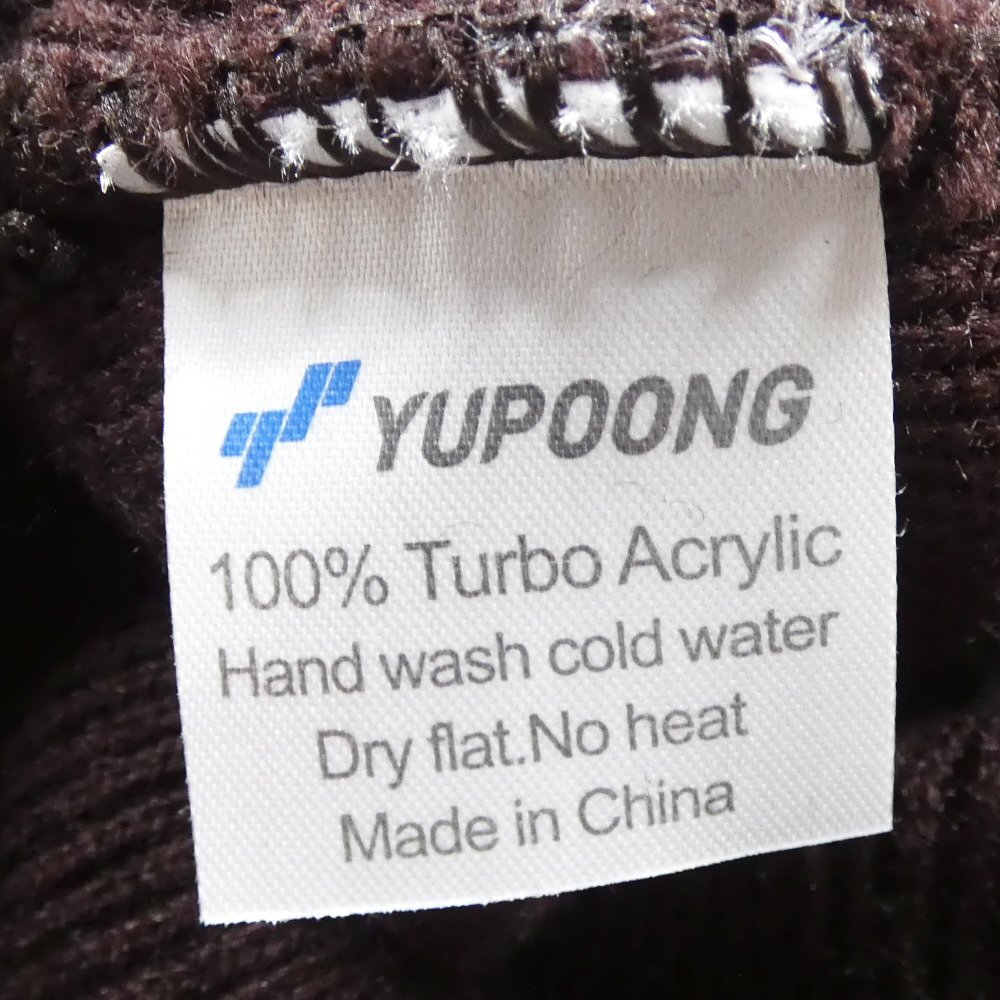 YUPOONG
100% Turbo Acrylic
Hand wash cold water
Dry flat.No heat
Made in China